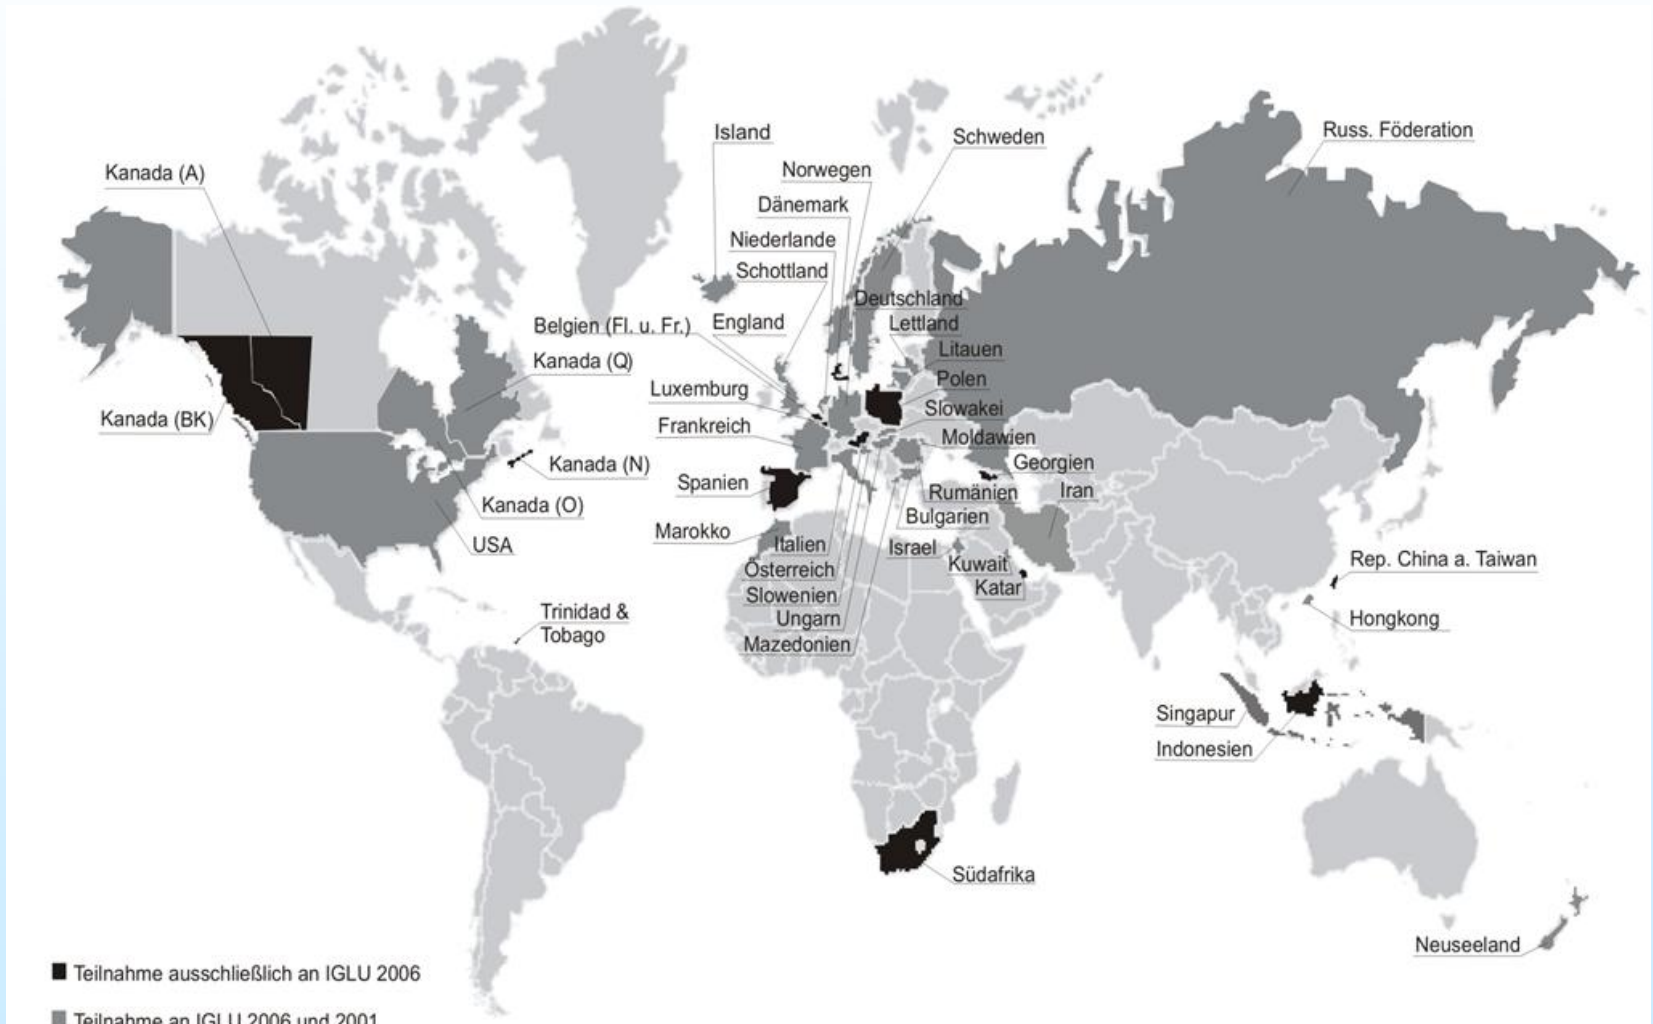 Island
Schweden
Russ. Föderation
Kanada (A)
Norwegen
Dänemark
Niederlande
Schottland
Deutschland
Belgien (Fl. u. Fr.)
England
Lettland
Kanada (Q)
Litauen
Luxemburg
Polen
Kanada (BK)
Slowakei
Frankreich
Moldawien
Kanada (N)
Georgien
Spanien
Rumänien
Iran
Kanada (O)
Bulgarien
Marokko
USA
Italien
Israel
Rep. China a. Taiwan
Österreich
Kuwait
Slowenien
Katar
Trinidad &
Tobago
Ungarn
Hongkong
Mazedonien
Singapur
Indonesien
Südafrika
Neuseeland
Teilnahme ausschließlich an IGLU 2006
Teilnahme an IGLU 2006 und 2001